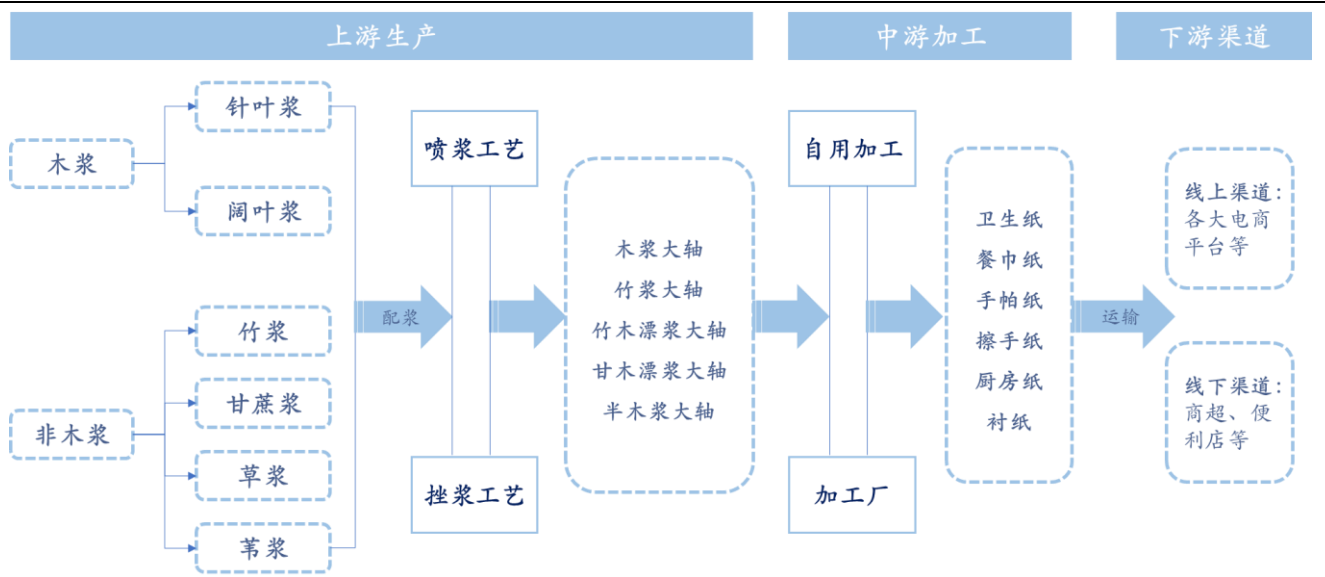 上游生产
中游加工
下游渠道
木浆
针叶浆
阔叶浆
非木浆
竹浆
甘蔗浆
草浆
苇浆
配浆
喷浆工艺
挫浆工艺
木浆大轴
竹浆大轴
竹木漂浆大轴
甘木漂浆大轴
半木浆大轴
自用加工
加工厂
卫生纸
餐巾纸
手帕纸
擦手纸
厨房纸
衬纸
运输
线上渠道：
各大电商
平台等
线下渠道：
商超、便
利店等